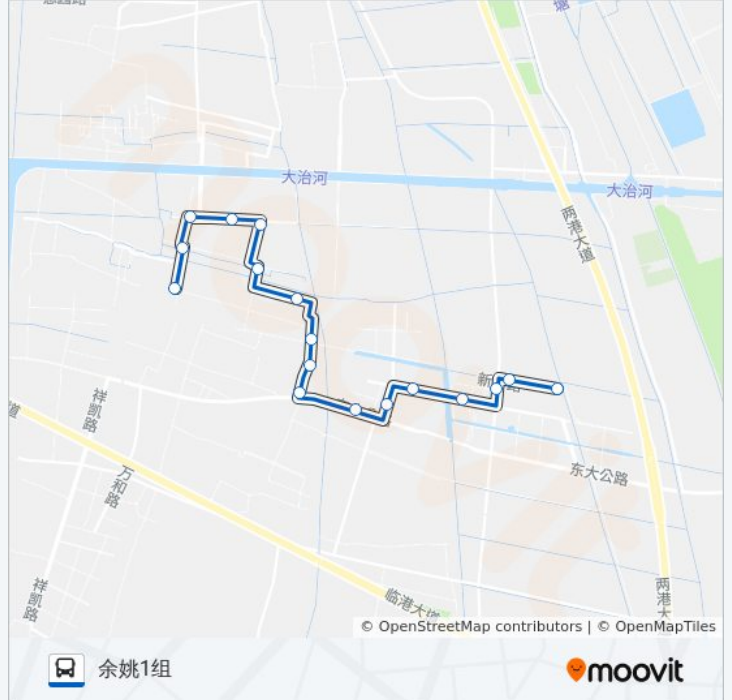 大治河
大治河
两港大道
新
路
祥凯路
东大公路
万和路
道
祥凯路
临港大道
两港大
© OpenStreetMap contributors | © OpenMapTiles
余姚1组
moovit